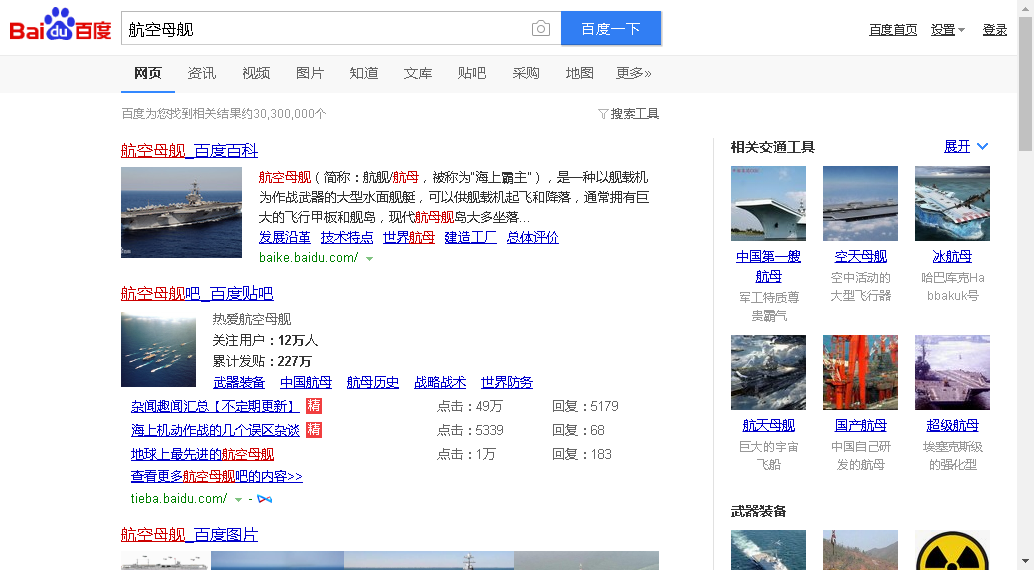 Bai du 百度
航空母舰
百度一下
百度首页 设置 登录
网页 资讯 视频 图片 知道 文库 贴吧 采购 地图 更多»
百度为您找到相关结果约30,300,000个
搜索工具
航空母舰_百度百科
航空母舰（简称：航舰/航母，被称为“海上霸主”），是一种以舰载机
为作战武器的大型水面舰艇，可以供舰载机起飞和降落，通常拥有巨
大的飞行甲板和舰岛，现代航母舰岛大多坐落...
发展沿革 技术特点 世界航母 建造工厂 总体评价
baike.baidu.com/
航空母舰吧_百度贴吧
热爱航空母舰
关注用户：12万人
累计发贴：227万
武器装备 中国航母 航母历史 战略战术 世界防务
杂闻趣闻汇总【不定期更新】 精 点击：49万 回复：5179
海上机动作战的几个误区杂谈 精 点击：5339 回复：68
地球上最先进的航空母舰 点击：1万 回复：183
查看更多航空母舰吧的内容>>
tieba.baidu.com/ -
航空母舰_百度图片
相关交通工具 展开
中国第一艘
航母
军工特质尊
贵霸气
空天母舰
空中活动的
大型飞行器
冰航母
哈巴库克Ha
bbakuk号
航天母舰
巨大的宇宙
飞船
国产航母
中国自己研
发的航母
超级航母
埃塞克斯级
的强化型
武器装备